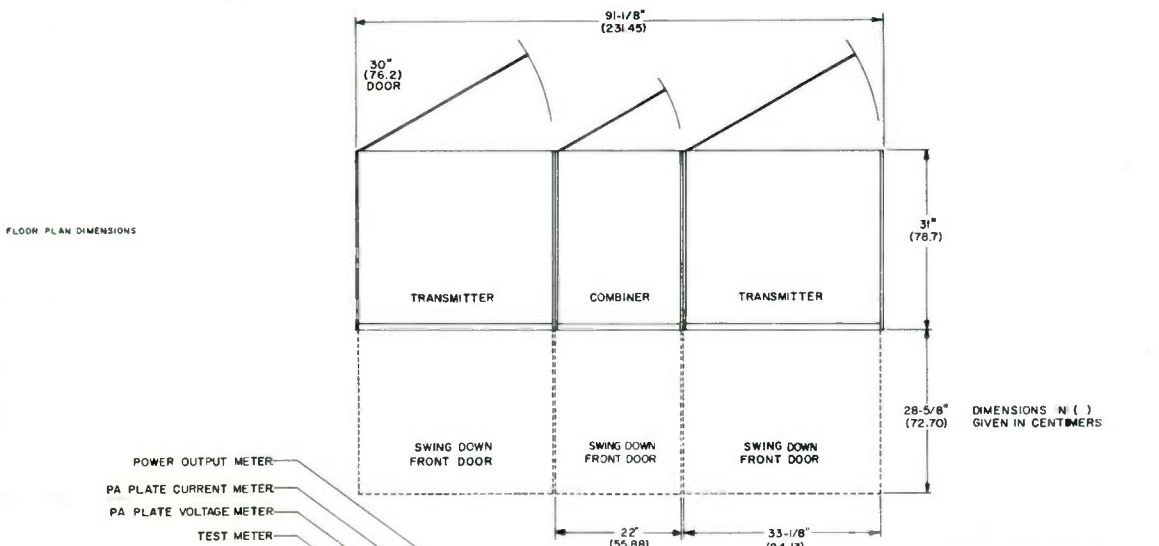 91-1/8"
(231.45)
30"
(76.2)
DOOR
31"
(78.7)
FLOOR PLAN DIMENSIONS
TRANSMITTER
COMBINER
TRANSMITTER
28-5/8"
(72.70)
DIMENSIONS N ( )
GIVEN IN CENTIMERS
SWING DOWN
FRONT DOOR
SWING DOWN
FRONT DOOR
SWING DOWN
FRONT DOOR
POWER OUTPUT METER
PA PLATE CURRENT METER
PA PLATE VOLTAGE METER
TEST METER
22"
(55.88)
33-1/8"